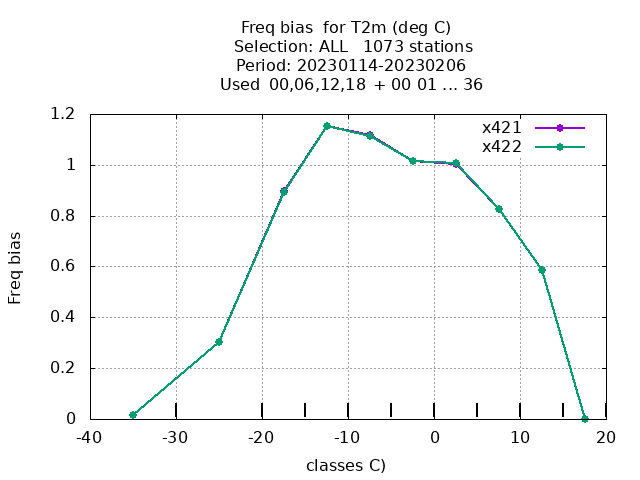 Freq bias  for T2m (deg C)
Selection: ALL   1073 stations
Period: 20230114-20230206
Used  00,06,12,18  + 00 01 ... 36
x421
x422
1.2
1
0.8
0.6
0.4
0.2
0
Freq bias
-40
-30
-20
-10
0
10
20
classes C)